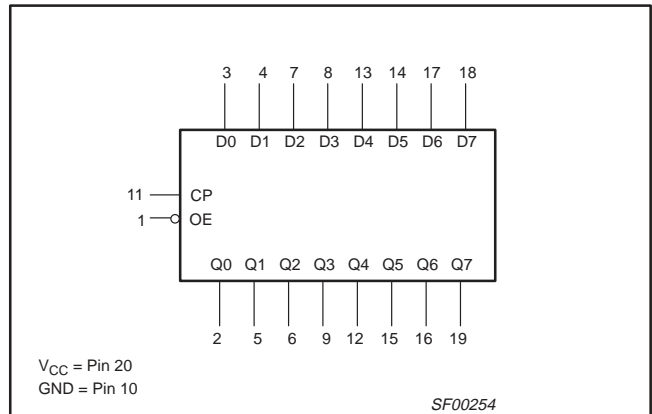 3 4 7 8 13 14 17 18
D0 D1 D2 D3 D4 D5 D6 D7
11 CP
1 OE
Q0 Q1 Q2 Q3 Q4 Q5 Q6 Q7
2 5 6 9 12 15 16 19
VCC = Pin 20
GND = Pin 10
SF00254